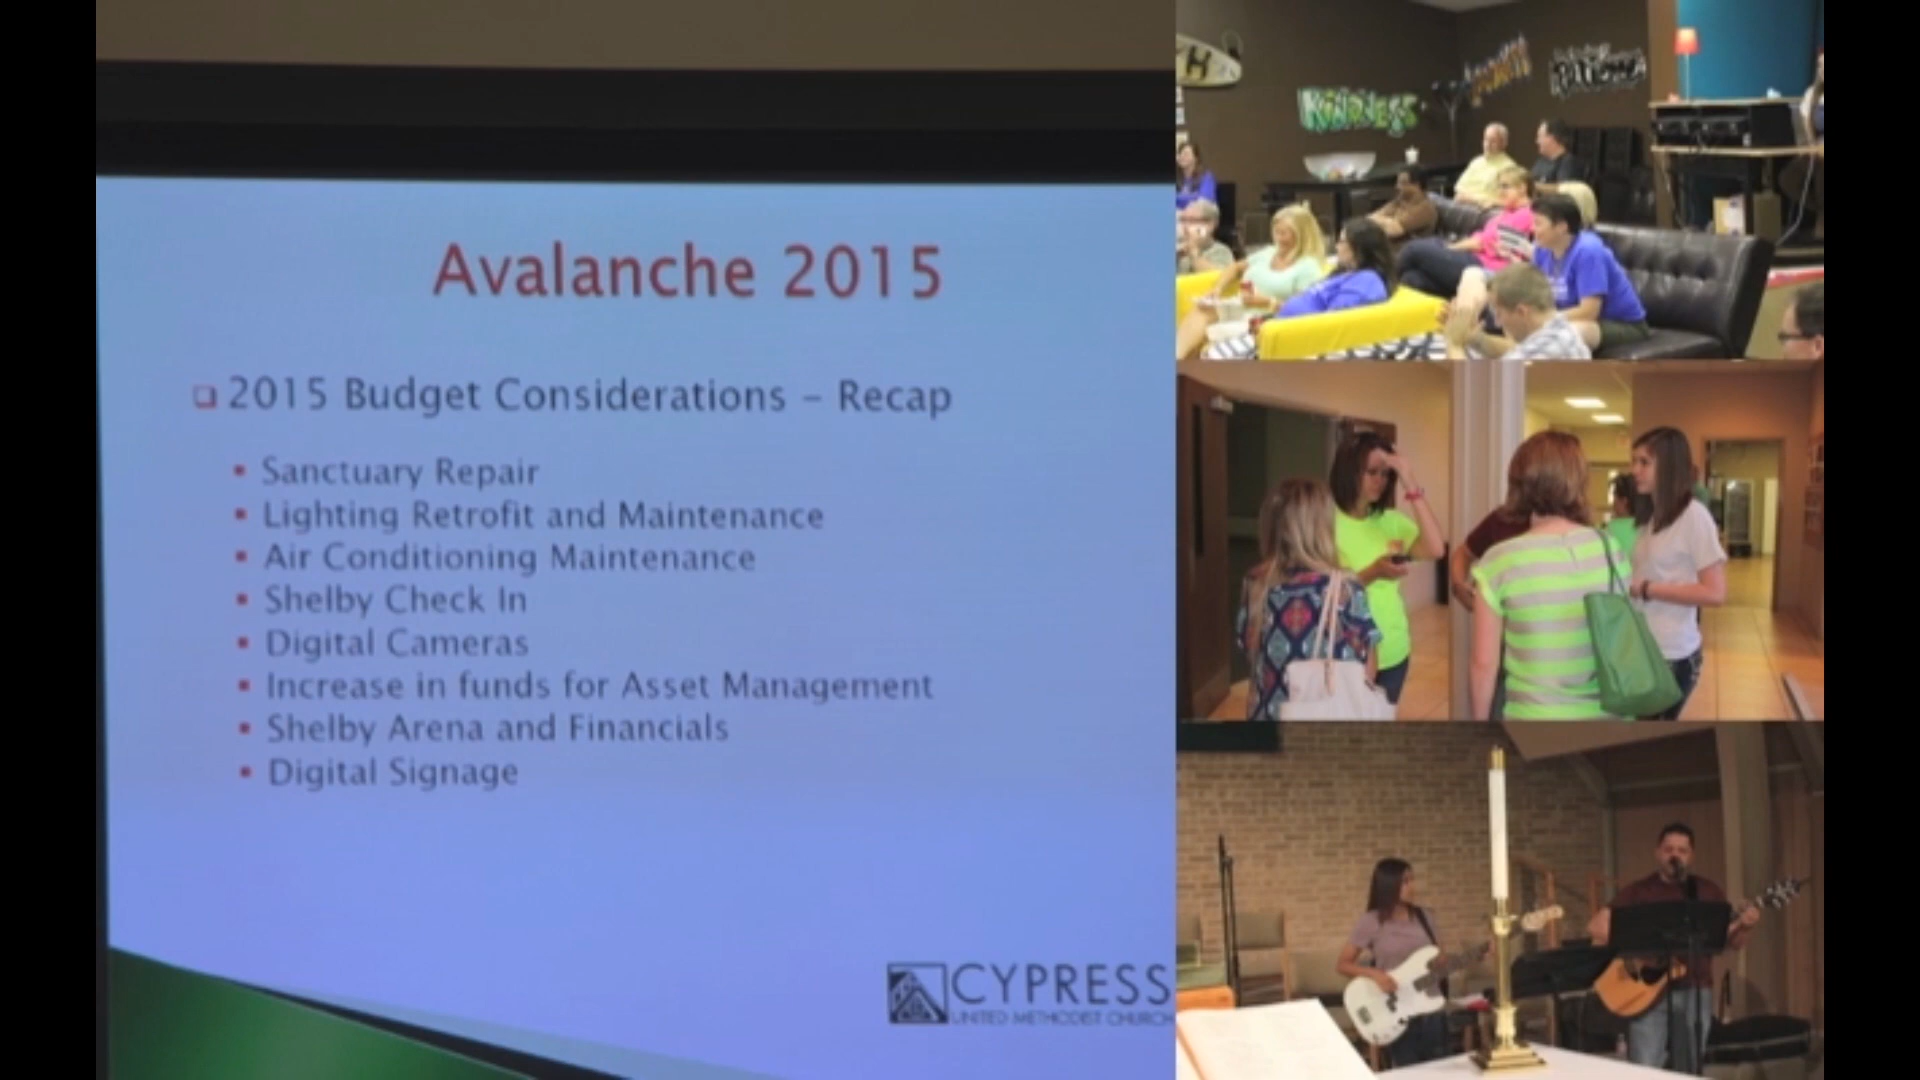 Avalanche 2015
2015 Budget Considerations – Recap
Sanctuary Repair
Lighting Retrofit and Maintenance
Air Conditioning Maintenance
Shelby Check In
Digital Cameras
Increase in funds for Asset Management
Shelby Arena and Financials
Digital Signage
CYPRESS
UNITED METHODIST CHURCH
KINDNESS